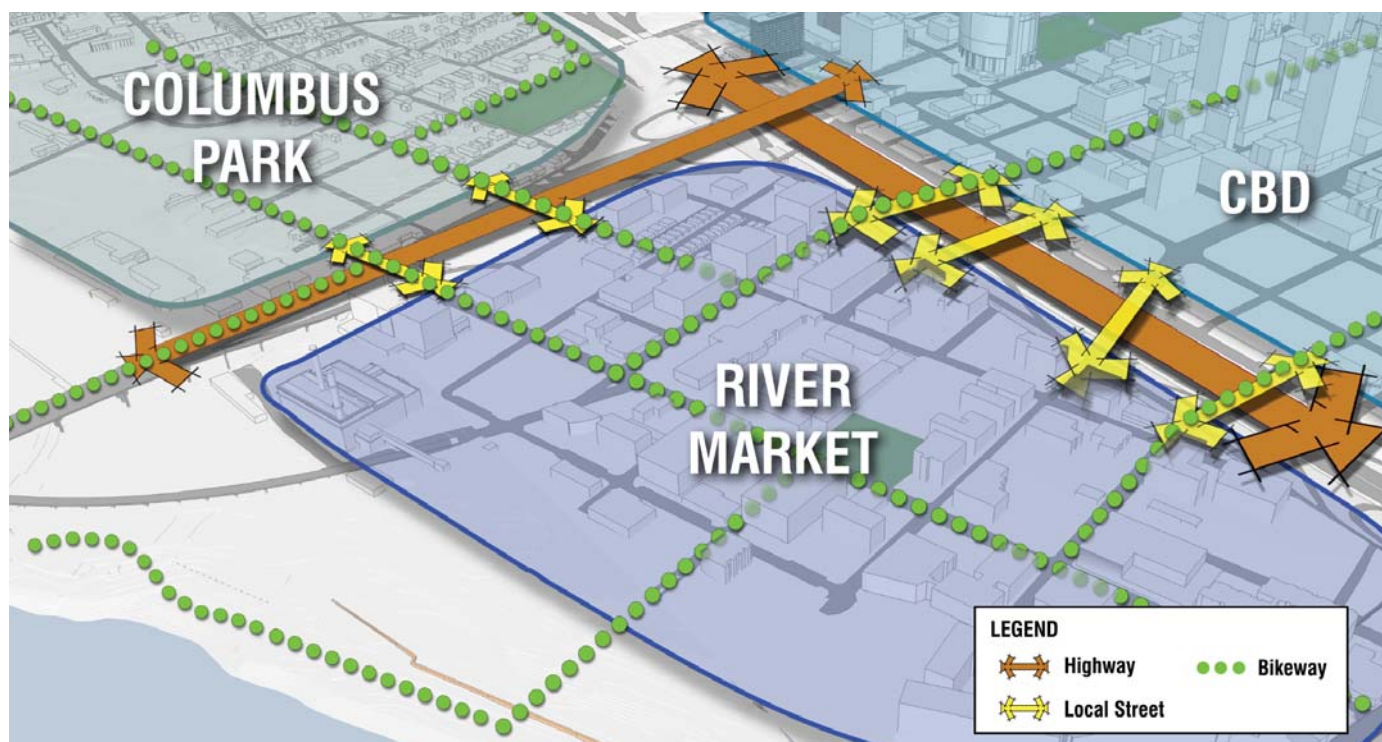 COLUMBUS
PARK
CBD
RIVER
MARKET
LEGEND
Highway
Bikeway
Local Street